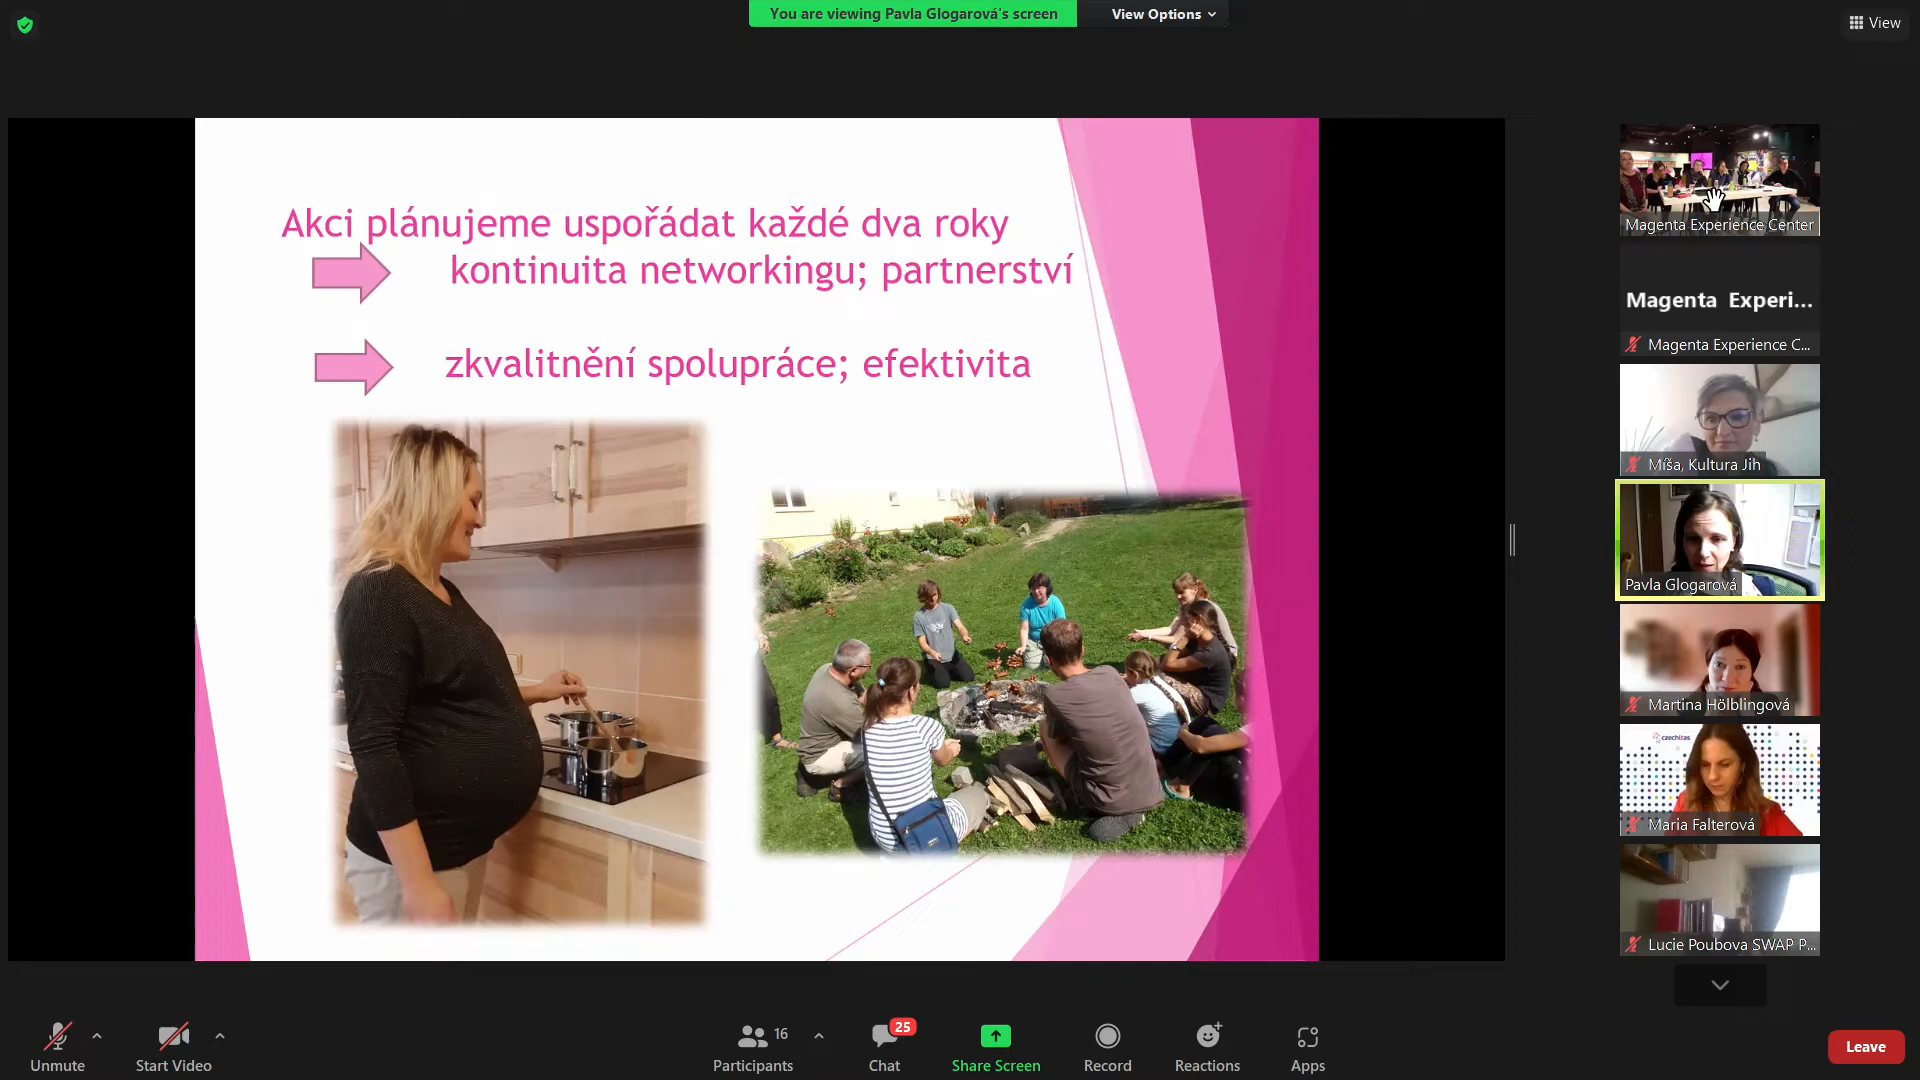 You are viewing Pavla Glogarová's screen
View Options
View
Akci plánujeme uspořádat každé dva roky
kontinuita networkingu; partnerství
zkvalitnění spolupráce; efektivita
Magenta Experience Center
Magenta Experi...
Magenta Experience C...
Míša, Kultura Jih
Pavla Glogarová
Martina Hölblingová
czechitas
Maria Falterová
Lucie Poubova SWAP P...
Unmute
Start Video
16
Participants
25
Chat
Share Screen
Record
Reactions
Apps
Leave